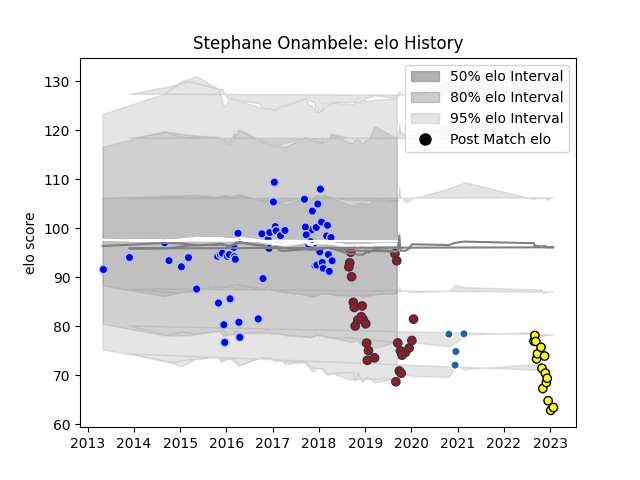 Stephane Onambele: elo History
50% elo Interval
80% elo Interval
95% elo Interval
Post Match elo
elo score
130
120
110
100
90
80
70
60
2013 2014 2015 2016 2017 2018 2019 2020 2021 2022 2023